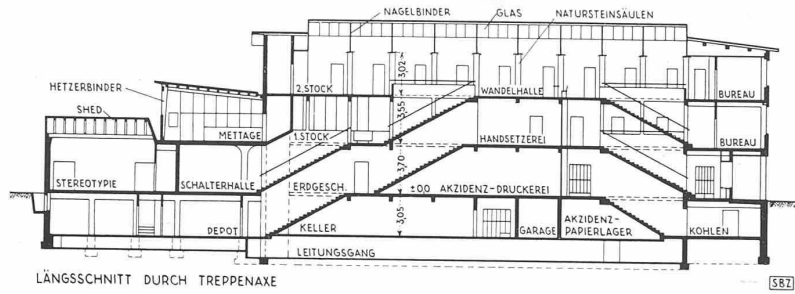 NAGELBINDER
GLAS
NATURSTEINSÄULEN
HETZERBINDER
SHED
2.STOCK
3,02
WANDELHALLE
BUREAU
METTAGE
1.STOCK
3,55
HANDSETZEREI
BUREAU
STEREOTYPIE
SCHALTERHALLE
ERDGESCH.
3,70
±0,0 AKZIDENZ-DRUCKEREI
DEPOT
KELLER
3,05
GARAGE
AKZIDENZ-
PAPIERLAGER
KOHLEN
LEITUNGSGANG
LÄNGSSCHNITT DURCH TREPPENAXE
SBZ